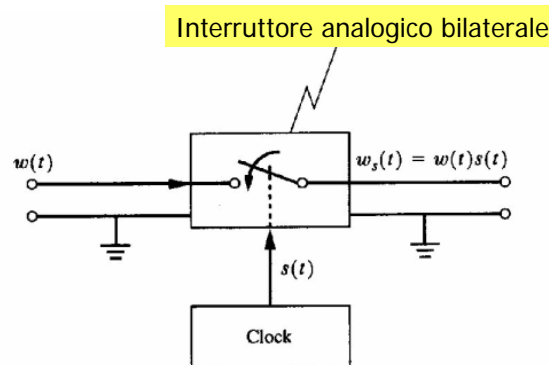 Interruttore analogico bilaterale
w(t)
w_s(t) = w(t)s(t)
s(t)
Clock